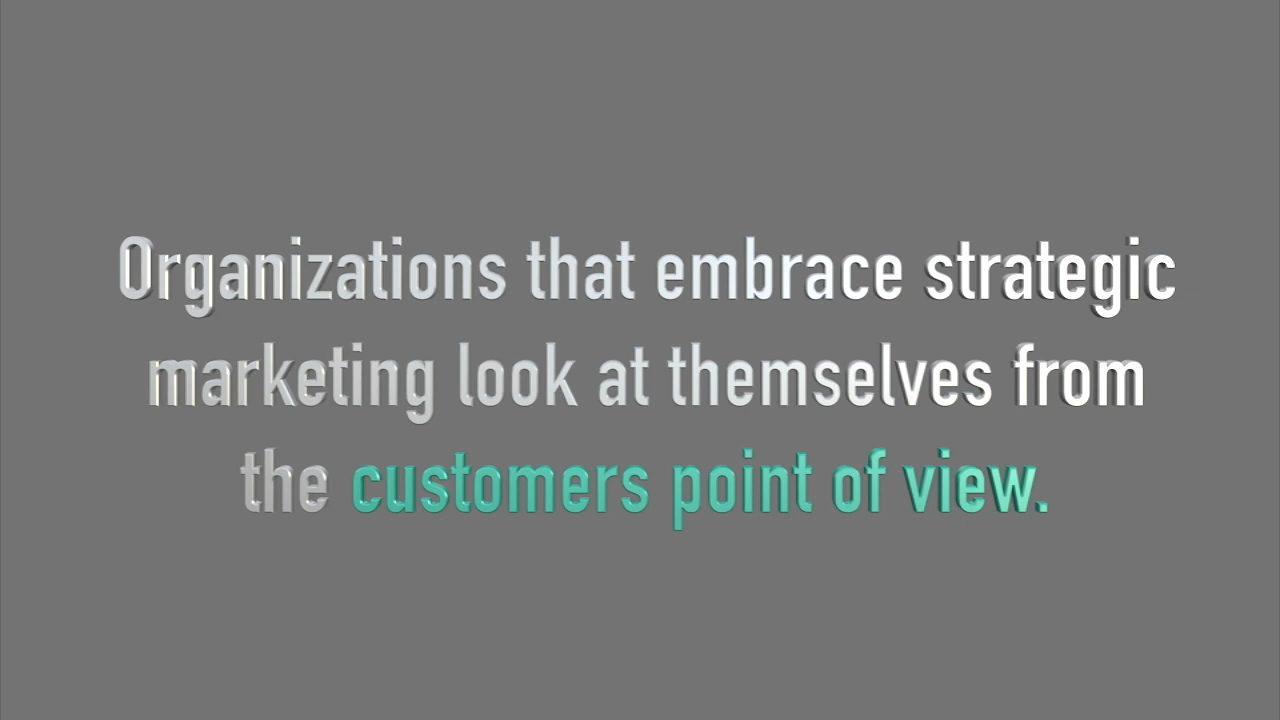 Organizations that embrace strategic
marketing look at themselves from
the customers point of view.